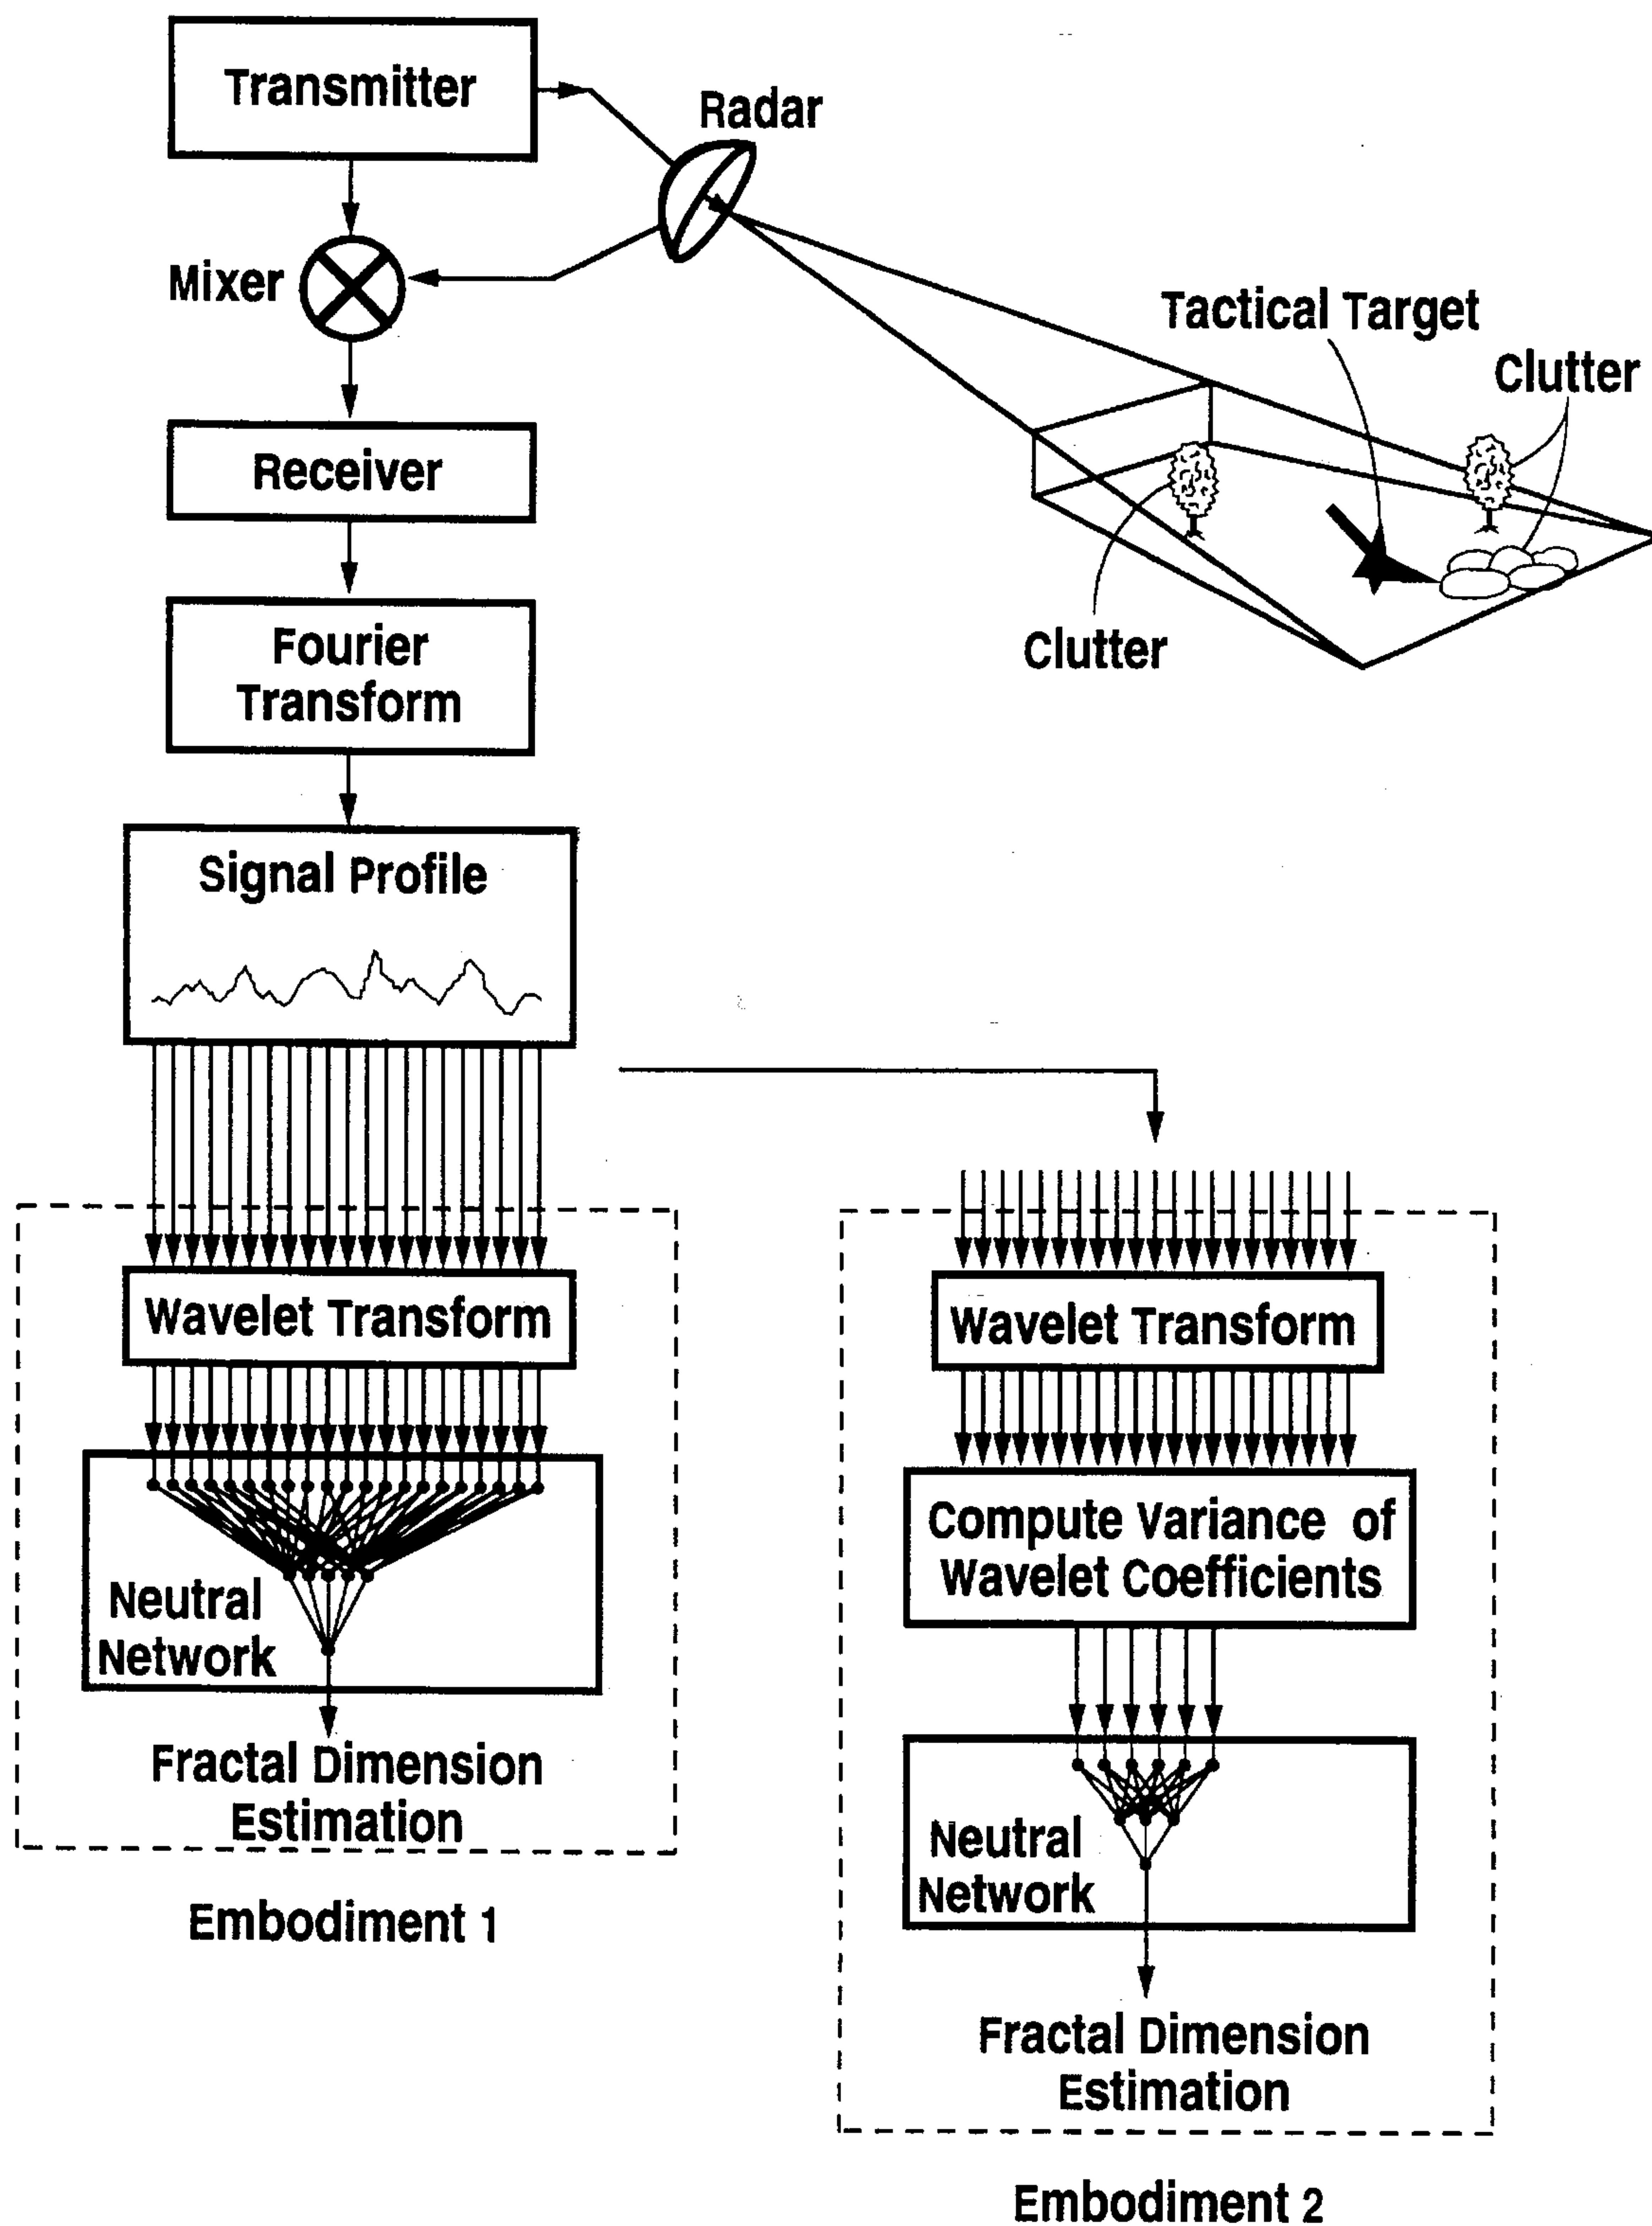 Transmitter
Radar
Mixer
Tactical Target
Clutter
Receiver
Clutter
Fourier
Transform
Signal Profile
Wavelet Transform
Neutral
Network
Fractal Dimension
Estimation
Embodiment 1
Wavelet Transform
Compute Variance of
Wavelet Coefficients
Neutral
Network
Fractal Dimension
Estimation
Embodiment 2